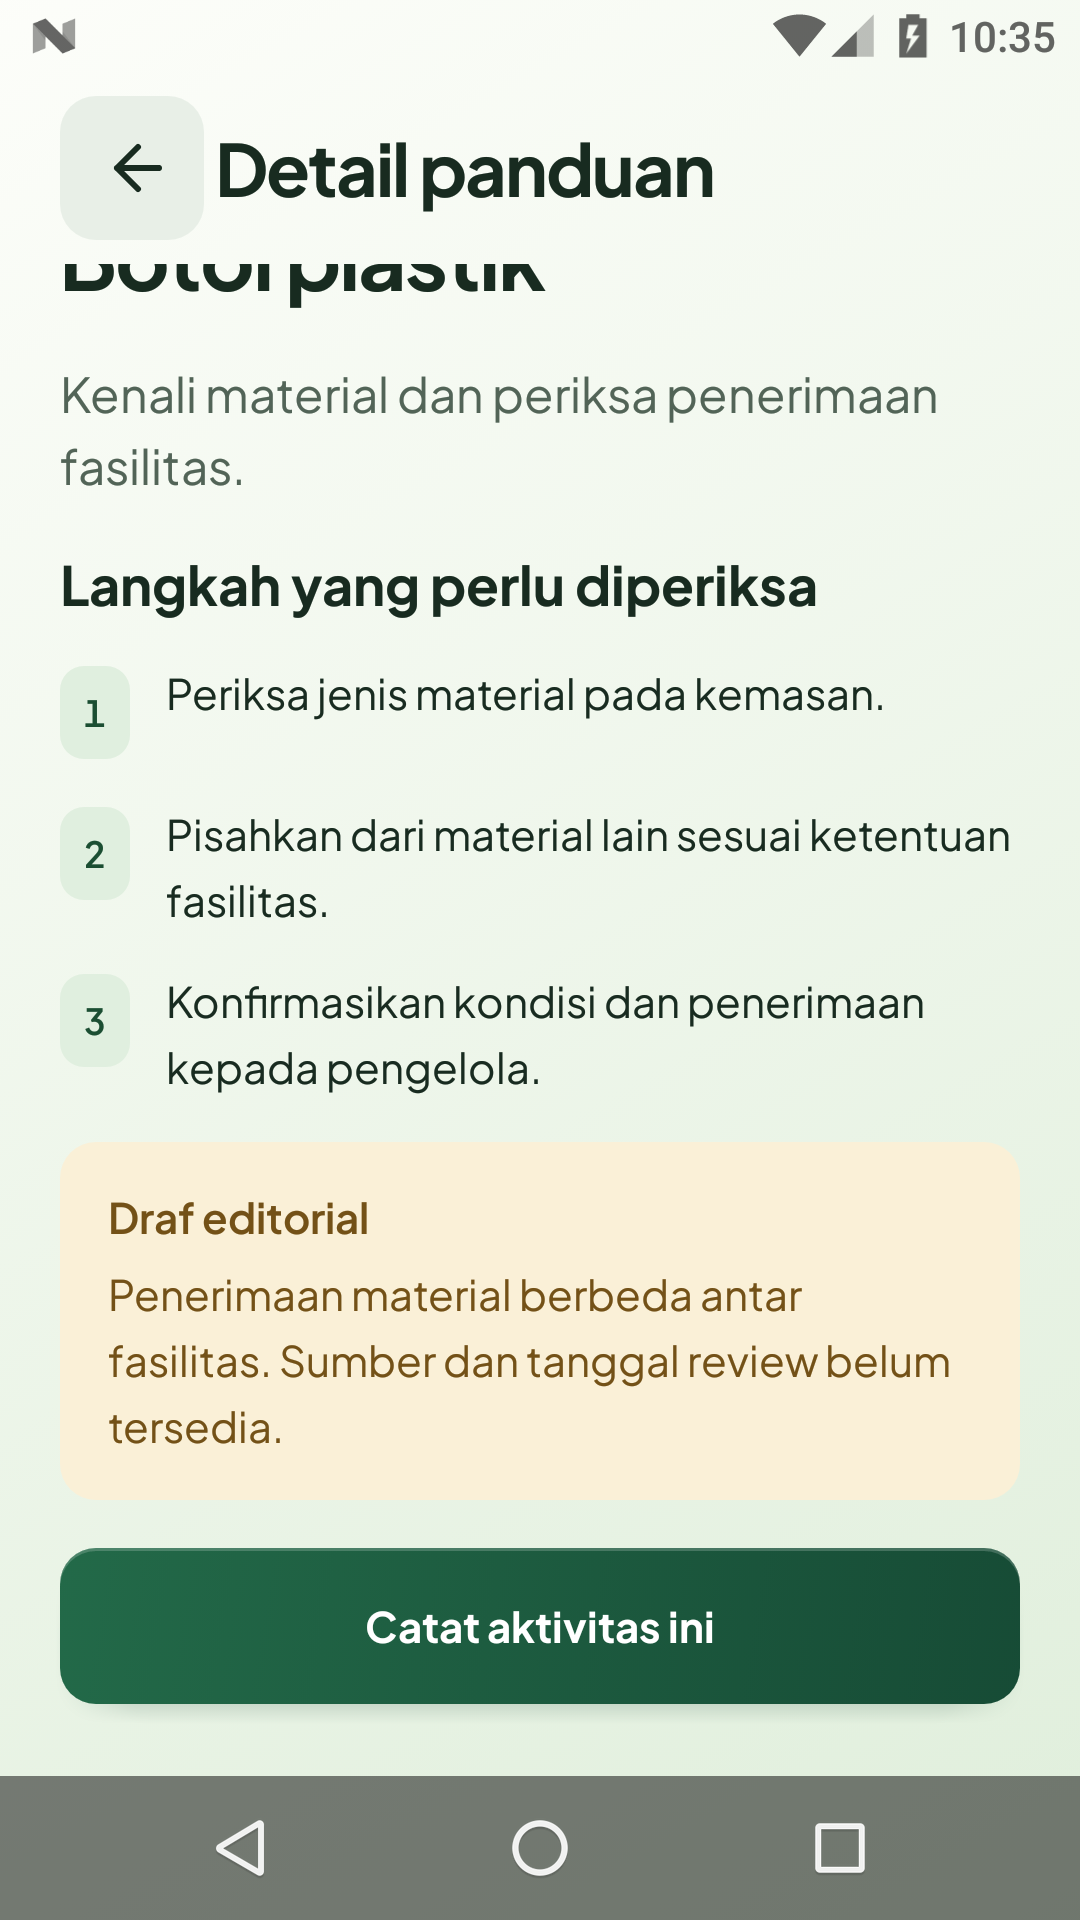 10:35
Detail panduan
Botol plastik
Kenali material dan periksa penerimaan
fasilitas.
Langkah yang perlu diperiksa
1
Periksa jenis material pada kemasan.
2
Pisahkan dari material lain sesuai ketentuan
fasilitas.
3
Konfirmasikan kondisi dan penerimaan
kepada pengelola.
Draf editorial
Penerimaan material berbeda antar
fasilitas. Sumber dan tanggal review belum
tersedia.
Catat aktivitas ini